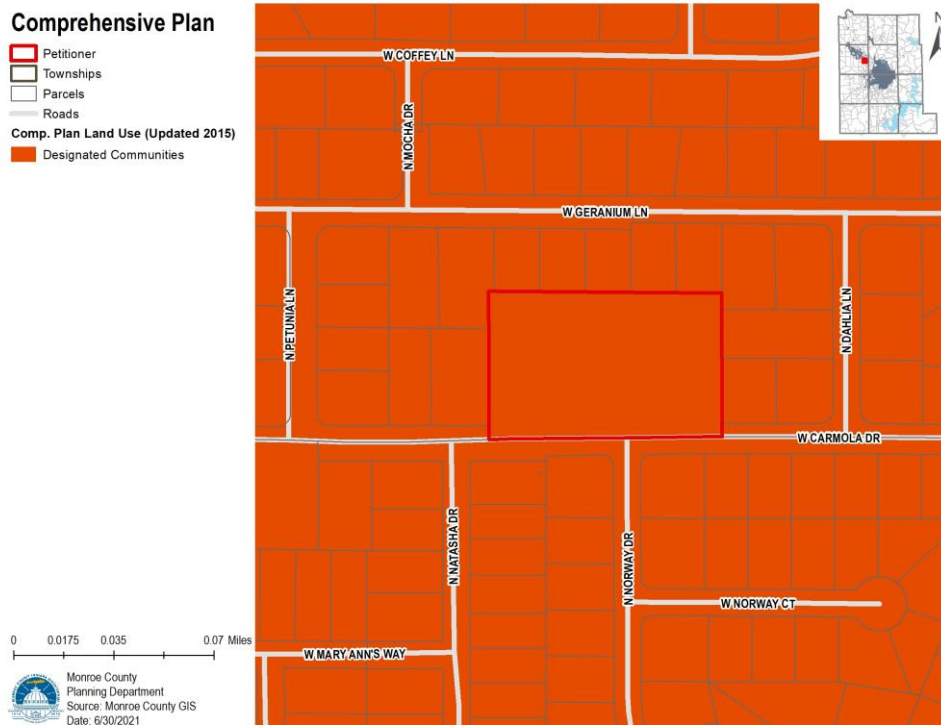 Comprehensive Plan
Petitioner
Townships
Parcels
Roads
Comp. Plan Land Use (Updated 2015)
Designated Communities
N
W COFFEY LN
N MOCHA DR
W GERANIUM LN
N PETUNIA LN
N DAHLIA LN
W CARMOLA DR
N NATASHA DR
N NORWAY DR
W NORWAY CT
W MARY ANN'S WAY
0 0.0175 0.035 0.07 Miles
Monroe County
Planning Department
Source: Monroe County GIS
Date: 6/30/2021